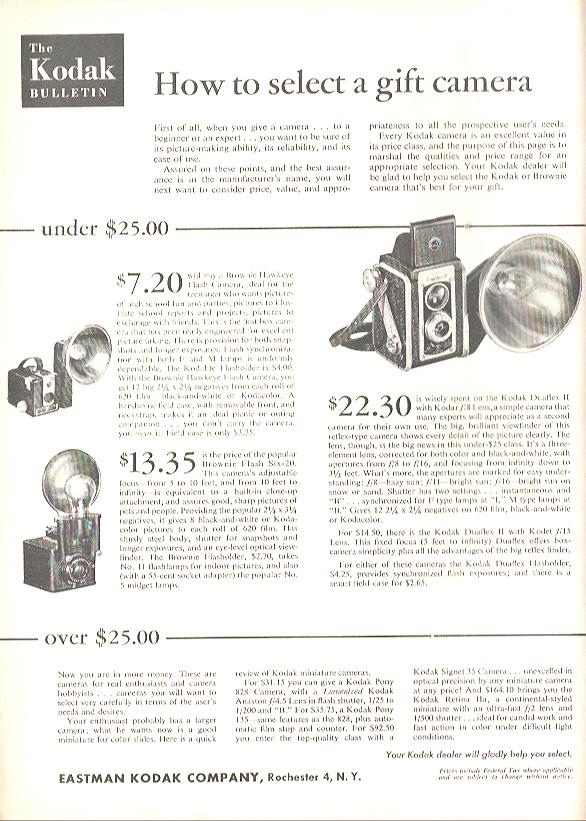 The
Kodak
BULLETIN
How to select a gift camera
First of all, when you give a camera . . . to a
beginner or an expert . . . you want to be sure of
its picture-making ability, its reliability, and its
ease of use.
Assured on these points, and the best assur-
ance is in the manufacturer's name, you will
next want to consider price, value, and appro-
priateness to all the prospective user's needs.
Every Kodak camera is an excellent value in
its price class, and the purpose of this page is to
marshal the qualities and price range for an
appropriate selection. Your Kodak dealer will
be glad to help you select the Kodak or Brownie
camera that's best for your gift.
under $25.00
$7.20 will buy a Brownie Hawkeye
Flash Camera, ideal for the
teen-ager who wants pictures
of high school fun and parties, pictures to illus-
trate school reports and projects, pictures to
exchange with friends. This is the first box cam-
era that has been really engineered for excellent
picture taking. There is provision for both snap-
shots and longer exposures. Flash synchroniza-
tion with both F and M lamps is uniformly
dependable. The Kodalite Flasholder is $4.00.
With the Brownie Hawkeye Flash Camera, you
get 12 big 2¼ x 2¼ negatives from each roll of
620 film—black-and-white or Kodacolor. A
handsome field case, with removable front, and
neckstrap, makes it an ideal picnic or outing
companion . . . you don't carry the camera,
you wear it. Field case is only $3.25.
$13.35 is the price of the popular
Brownie Flash Six-20.
This camera's adjustable
focus—from 5 to 10 feet, and from 10 feet to
infinity—is equivalent to a built-in close-up
attachment, and assures good, sharp pictures of
pets and people. Providing the popular 2¼ x 3¼
negatives, it gives 8 black-and-white or Koda-
color pictures to each roll of 620 film. Has
sturdy steel body, shutter for snapshots and
longer exposures, and an eye-level optical view-
finder. The Brownie Flasholder, $2.70, takes
No. 11 flashlamps for indoor pictures, and also
(with a 55-cent socket adapter) the popular No.
5 midget lamps.
$22.30 is wisely spent on the Kodak Duaflex II
with Kodar f/8 Lens, a simple camera that
many experts will appreciate as a second
camera for their own use. The big, brilliant viewfinder of this
reflex-type camera shows every detail of the picture clearly. The
lens, though, is the big news in this under-$25 class. It's a three-
element lens, corrected for both color and black-and-white, with
apertures from f/8 to f/16, and focusing from infinity down to
3½ feet. What's more, the apertures are marked for easy under-
standing: f/8—hazy sun; f/11—bright sun; f/16—bright sun on
snow or sand. Shutter has two settings . . . instantaneous and
"B" . . . synchronized for F type lamps at "I," M type lamps at
"B." Gives 12 2¼ x 2¼ negatives on 620 film, black-and-white
or Kodacolor.
For $14.50, there is the Kodak Duaflex II with Kodet f/15
Lens. This fixed focus (5 feet to infinity) Duaflex offers box-
camera simplicity plus all the advantages of the big reflex finder.
For either of these cameras the Kodak Duaflex Flasholder,
$4.25, provides synchronized flash exposures; and there is a
smart field case for $2.65.
over $25.00
Now you are in more money. These are
cameras for real enthusiasts and camera
hobbyists . . . cameras you will want to
select very carefully in terms of the user's
needs and desires.
Your enthusiast probably has a larger
camera; what he wants now is a good
miniature for color slides. Here is a quick
review of Kodak miniature cameras.
For $31.15 you can give a Kodak Pony
828 Camera, with a Lumenized Kodak
Anaston f/4.5 Lens in flash shutter, 1/25 to
1/200 and "B." For $35.75, a Kodak Pony
135—same features as the 828, plus auto-
matic film stop and counter. For $92.50
you enter the top-quality class with a
Kodak Signet 35 Camera . . . unexcelled in
optical precision by any miniature camera
at any price! And $164.10 brings you the
Kodak Retina IIa, a continental-styled
miniature with an ultra-fast f/2 lens and
1/500 shutter . . . ideal for candid work and
fast action in color under difficult light
conditions.
Your Kodak dealer will gladly help you select.
EASTMAN KODAK COMPANY, Rochester 4, N. Y.
Prices include Federal Tax where applicable
and are subject to change without notice.